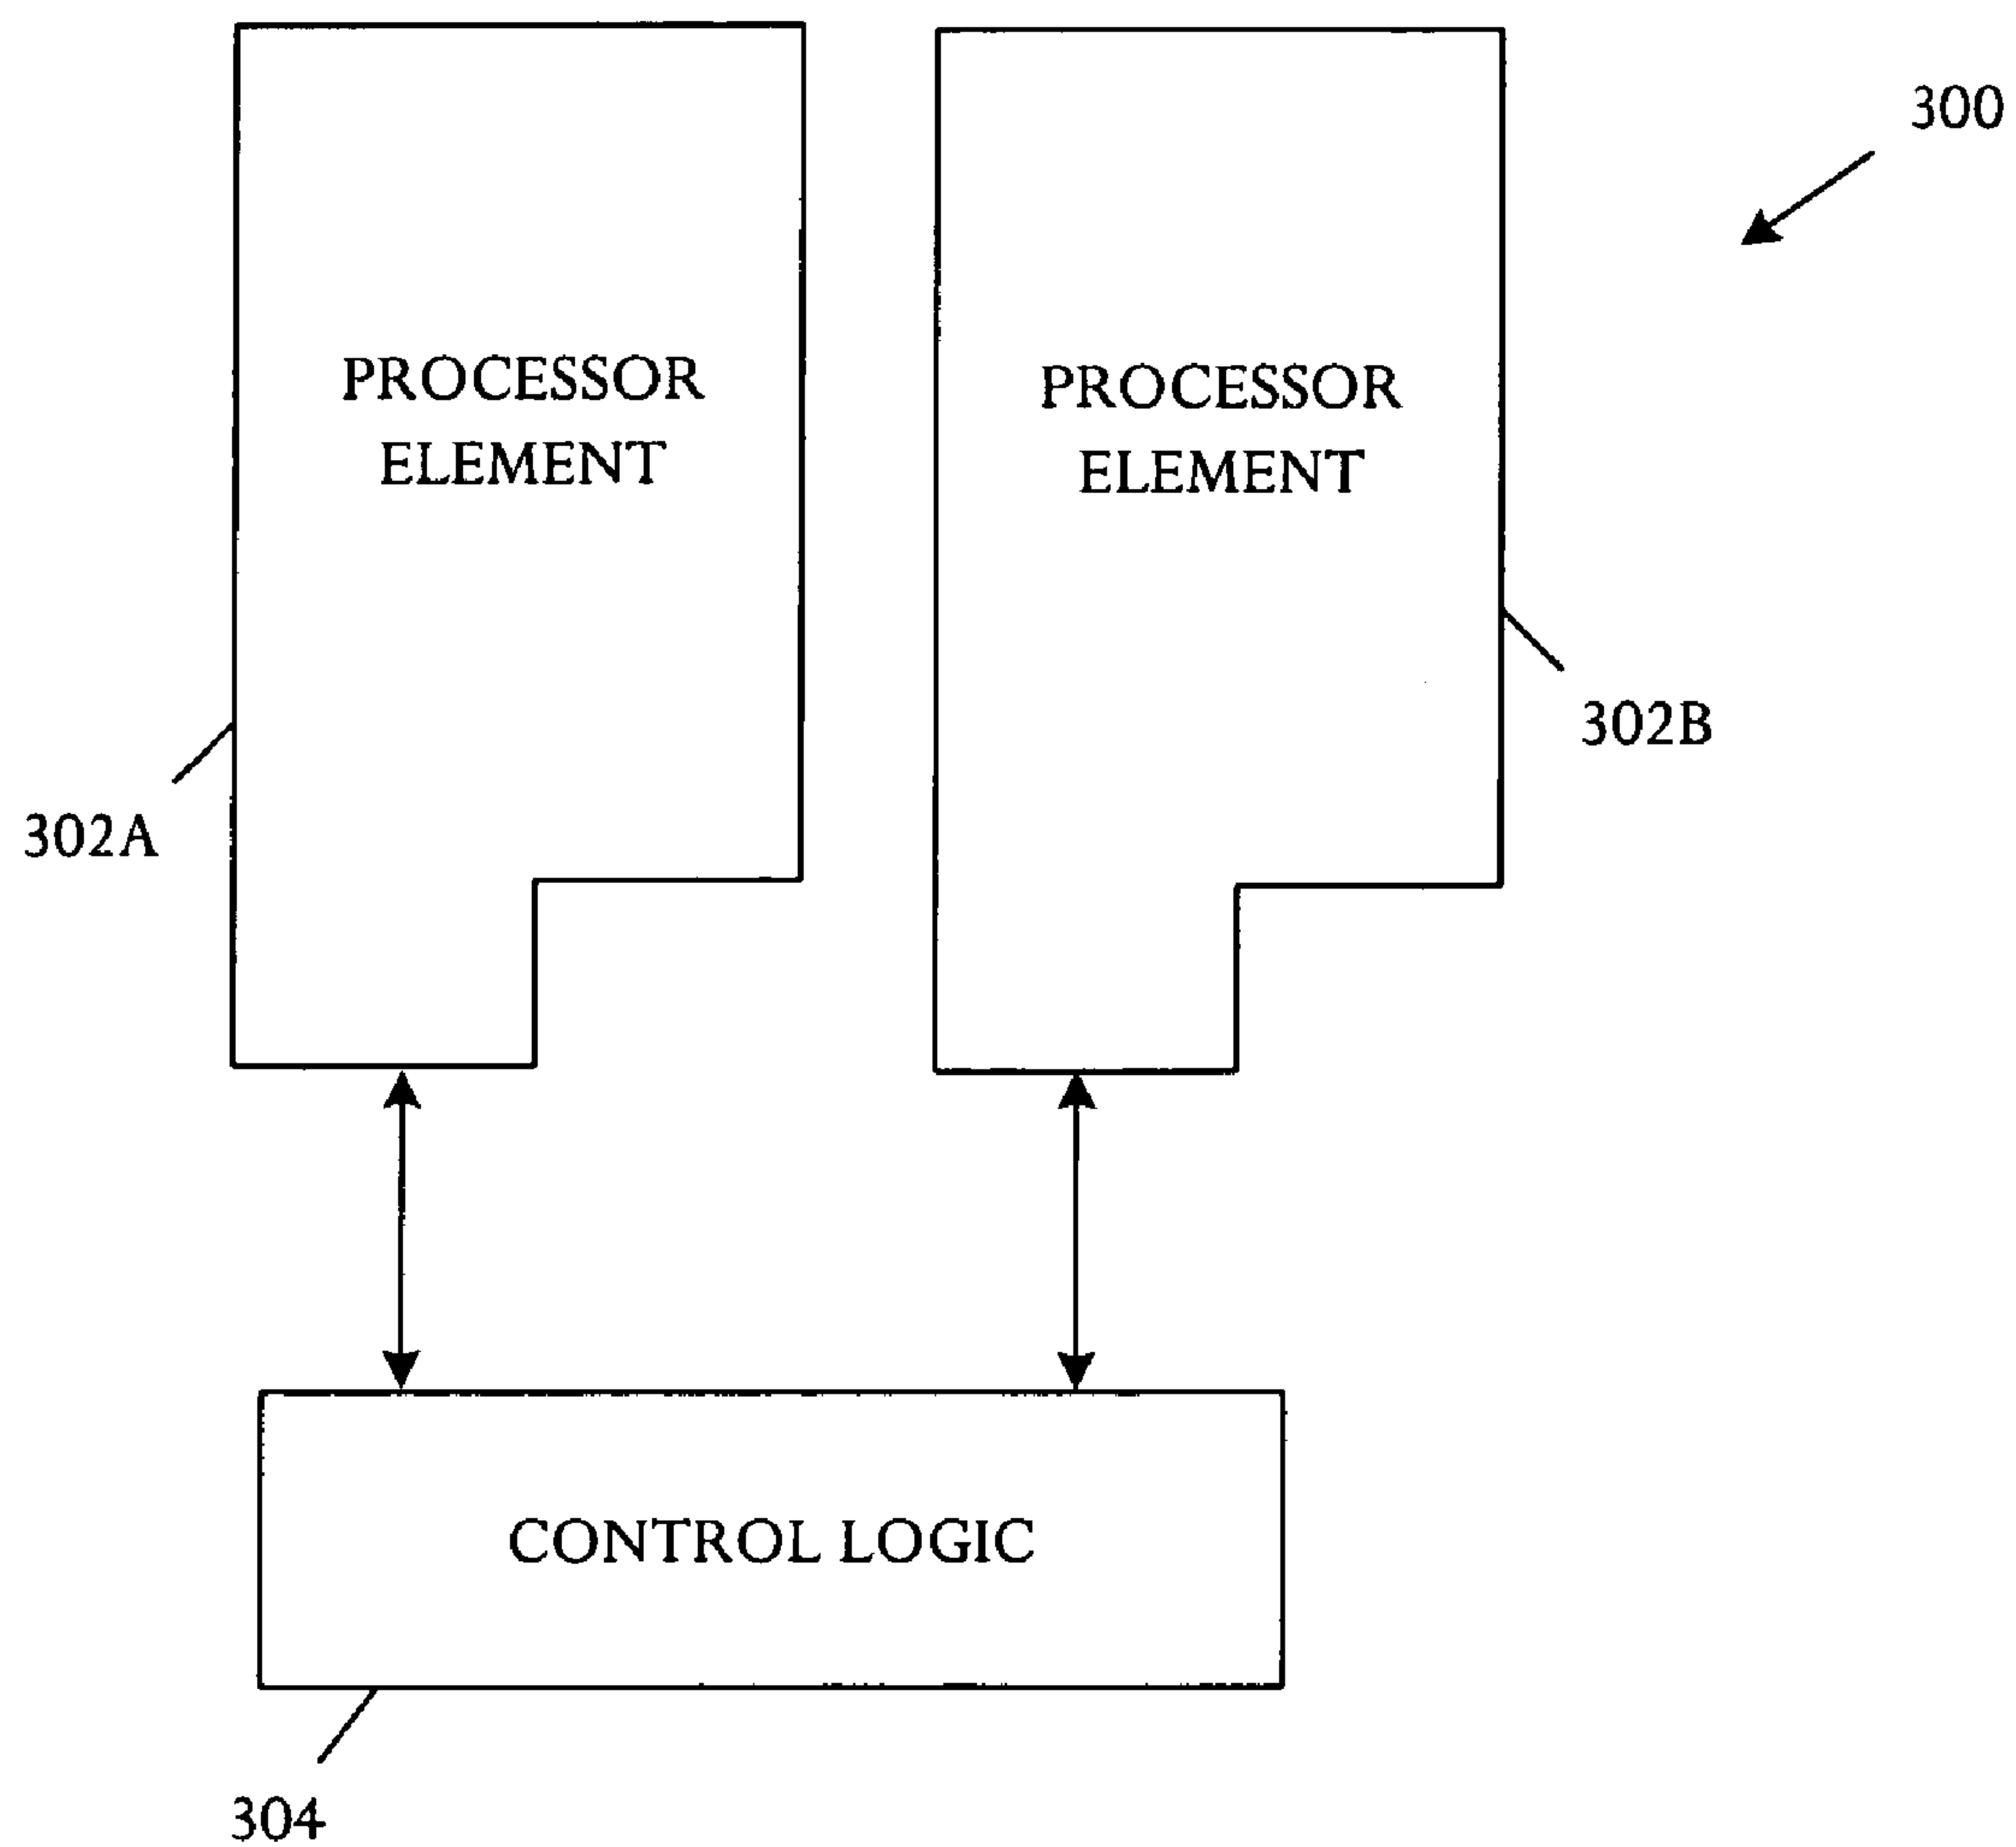 300
PROCESSOR
ELEMENT
PROCESSOR
ELEMENT
302B
302A
CONTROL LOGIC
304